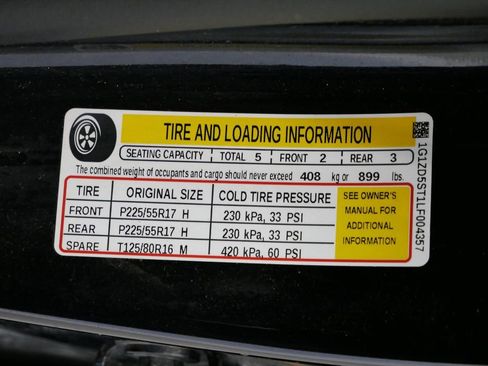 TIRE AND LOADING INFORMATION
SEATING CAPACITY TOTAL 5 FRONT 2 REAR 3
The combined weight of occupants and cargo should never exceed 408 kg or 899 lbs.
TIRE ORIGINAL SIZE COLD TIRE PRESSURE
FRONT P225/55R17 H 230 kPa, 33 PSI
REAR P225/55R17 H 230 kPa, 33 PSI
SPARE T125/80R16 M 420 kPa, 60 PSI
SEE OWNER'S
MANUAL FOR
ADDITIONAL
INFORMATION
1G1ZD5ST1LF004357